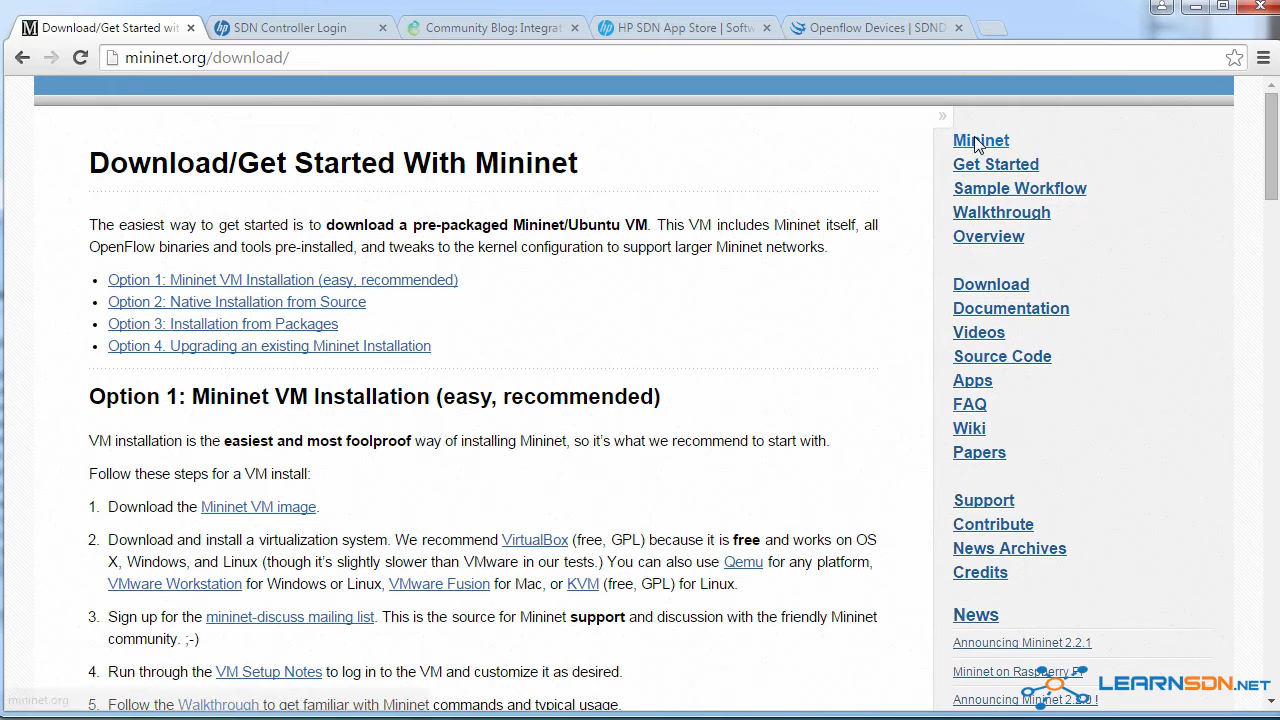 Download/Get Started wit
SDN Controller Login
Community Blog: Integrat
HP SDN App Store | Softw
Openflow Devices | SDND
mininet.org/download/
»
Download/Get Started With Mininet
The easiest way to get started is to download a pre-packaged Mininet/Ubuntu VM. This VM includes Mininet itself, all
OpenFlow binaries and tools pre-installed, and tweaks to the kernel configuration to support larger Mininet networks.
• Option 1: Mininet VM Installation (easy, recommended)
• Option 2: Native Installation from Source
• Option 3: Installation from Packages
• Option 4. Upgrading an existing Mininet Installation
Option 1: Mininet VM Installation (easy, recommended)
VM installation is the easiest and most foolproof way of installing Mininet, so it's what we recommend to start with.
Follow these steps for a VM install:
1. Download the Mininet VM image.
2. Download and install a virtualization system. We recommend VirtualBox (free, GPL) because it is free and works on OS
X, Windows, and Linux (though it's slightly slower than VMware in our tests.) You can also use Qemu for any platform,
VMware Workstation for Windows or Linux, VMware Fusion for Mac, or KVM (free, GPL) for Linux.
3. Sign up for the mininet-discuss mailing list. This is the source for Mininet support and discussion with the friendly Mininet
community. ;-)
4. Run through the VM Setup Notes to log in to the VM and customize it as desired.
5. Follow the Walkthrough to get familiar with Mininet commands and typical usage.
mininet.org
Mininet
Get Started
Sample Workflow
Walkthrough
Overview
Download
Documentation
Videos
Source Code
Apps
FAQ
Wiki
Papers
Support
Contribute
News Archives
Credits
News
Announcing Mininet 2.2.1
Mininet on Raspberry
Announcing Mininet 2.2.0 !
LEARNSDN.NET